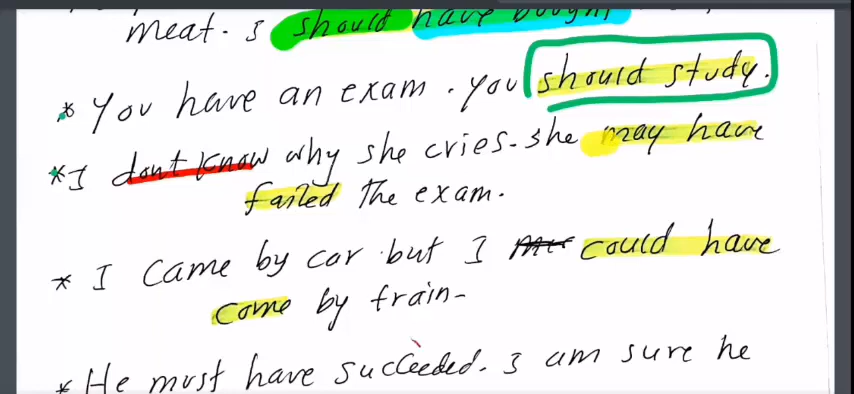 meat. I should have bought
* You have an exam. You should study.
* I dont know why she cries. she may have
failed the exam.
* I came by car but I could have
come by train-
* He must have succeeded. I am sure he